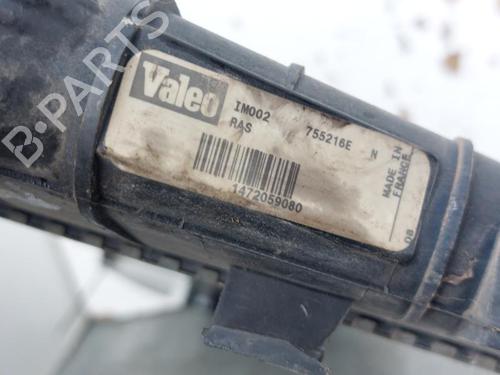 Valeo
IM002 755216E N
RAS
1472059080
MADE IN
FRANCE
08
B-PARTS